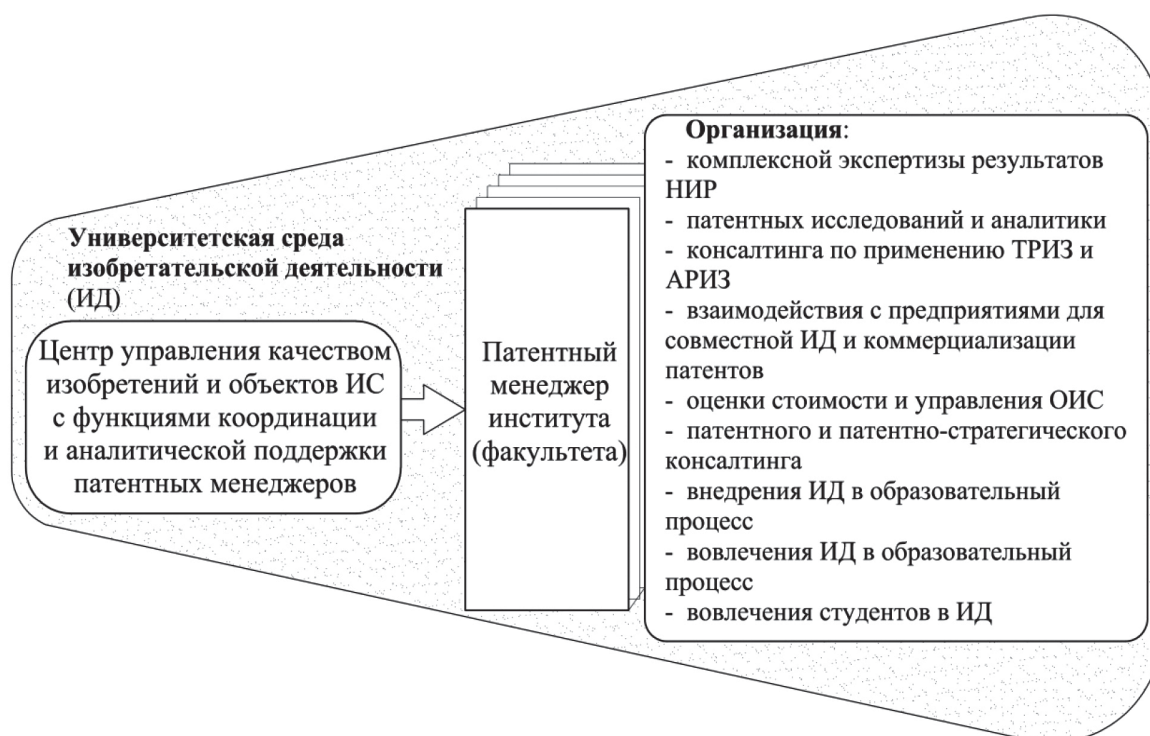 Университетская среда
изобретательской деятельности
(ИД)
Центр управления качеством
изобретений и объектов ИС
с функциями координации
и аналитической поддержки
патентных менеджеров
Патентный
менеджер
института
(факультета)
Организация:
- комплексной экспертизы результатов
НИР
- патентных исследований и аналитики
- консалтинга по применению ТРИЗ и
АРИЗ
- взаимодействия с предприятиями для
совместной ИД и коммерциализации
патентов
- оценки стоимости и управления ОИС
- патентного и патентно-стратегического
консалтинга
- внедрения ИД в образовательный
процесс
- вовлечения ИД в образовательный
процесс
- вовлечения студентов в ИД